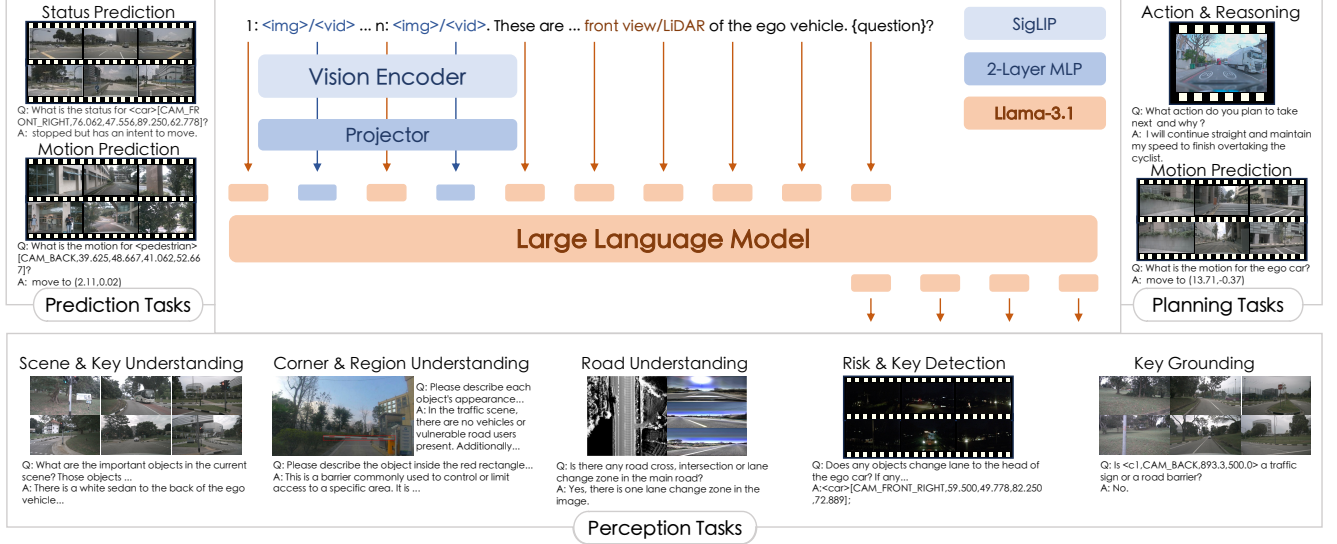 Status Prediction
Q: What is the status for <car>[CAM_FR
ONT_RIGHT,76.062,47.556,89.250,62.778]?
A: stopped but has an intent to move.
Motion Prediction
Q: What is the motion for <pedestrian>
[CAM_BACK,39.625,48.667,41.062,52.66
7]?
A: move to (2.11,0.02)
Prediction Tasks
1: <img>/<vid> ... n: <img>/<vid>. These are ... front view/LiDAR of the ego vehicle. {question}?
Vision Encoder
Projector
Large Language Model
SigLIP
2-Layer MLP
Llama-3.1
Action & Reasoning
Q: What action do you plan to take
next and why ?
A: I will continue straight and maintain
my speed to finish overtaking the
cyclist.
Motion Prediction
Q: What is the motion for the ego car?
A: move to (13.71,-0.37)
Planning Tasks
Scene & Key Understanding
Q: What are the important objects in the current
scene? Those objects ...
A: There is a white sedan to the back of the ego
vehicle...
Corner & Region Understanding
Q: Please describe each
object's appearance...
A: In the traffic scene,
there are no vehicles or
vulnerable road users
present. Additionally...
Q: Please describe the object inside the red rectangle...
A: This is a barrier commonly used to control or limit
access to a specific area. It is ...
Road Understanding
Q: Is there any road cross, intersection or lane
change zone in the main road?
A: Yes, there is one lane change zone in the
image.
Risk & Key Detection
Q: Does any objects change lane to the head of
the ego car? If any...
A:<car>[CAM_FRONT_RIGHT,59.500,49.778,82.250
,72.889];
Key Grounding
Q: Is <c1,CAM_BACK,893.3,500.0> a traffic
sign or a road barrier?
A: No.
Perception Tasks